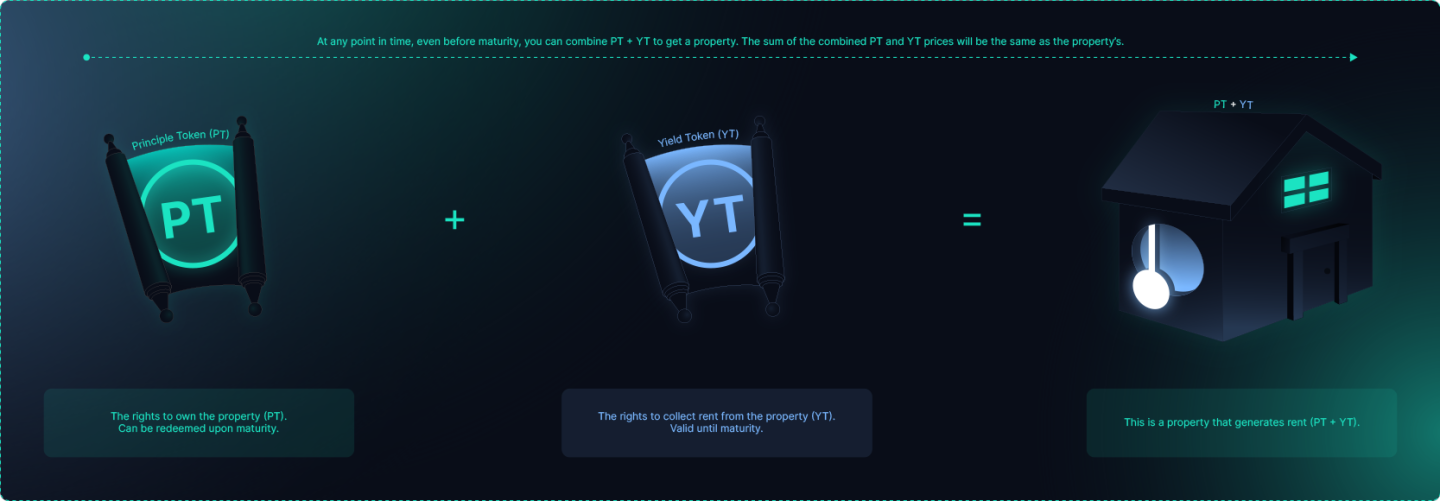 At any point in time, even before maturity, you can combine PT + YT to get a property. The sum of the combined PT and YT prices will be the same as the property's.
Principle Token (PT)
PT
+
Yield Token (YT)
YT
=
PT + YT
The rights to own the property (PT).
Can be redeemed upon maturity.
The rights to collect rent from the property (YT).
Valid until maturity.
This is a property that generates rent (PT + YT).